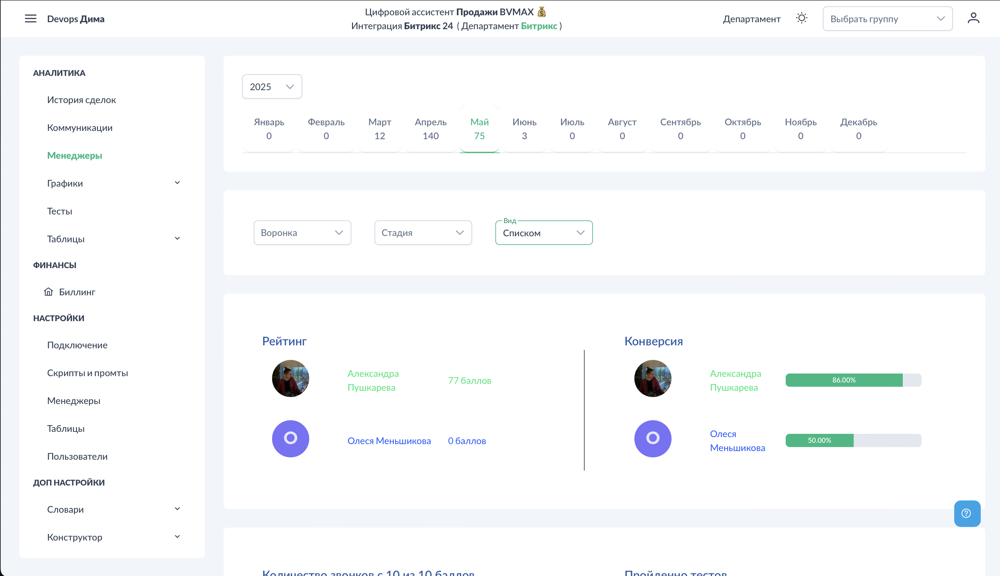 Devops Дима
Цифровой ассистент Продажи BVMAX 💰
Интеграция Битрикс 24 ( Департамент Битрикс )
Департамент
Выбрать группу
АНАЛИТИКА
История сделок
Коммуникации
Менеджеры
Графики
Тесты
Таблицы
ФИНАНСЫ
Биллинг
НАСТРОЙКИ
Подключение
Скрипты и промты
Менеджеры
Таблицы
Пользователи
ДОП НАСТРОЙКИ
Словари
Конструктор
2025
Январь
0
Февраль
0
Март
12
Апрель
140
Май
75
Июнь
3
Июль
0
Август
0
Сентябрь
0
Октябрь
0
Ноябрь
0
Декабрь
0
Воронка
Стадия
Вид
Списком
Рейтинг
Александра
Пушкарева
77 баллов
О
Олеся Меньшикова
0 баллов
Конверсия
Александра
Пушкарева
86.00%
О
Олеся
Меньшикова
50.00%
Количество звонков с 10 из 10 баллов
Пройденно тестов